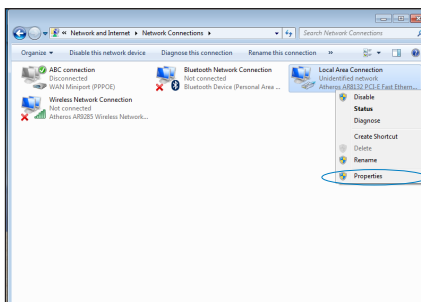 « Network and Internet ▸ Network Connections ▸
Search Network Connections
Organize ▾ Disable this network device Diagnose this connection Rename this connection »
ABC connection
Disconnected
WAN Miniport (PPPOE)
Bluetooth Network Connection
Not connected
Bluetooth Device (Personal Area ...
Local Area Connection
Unidentified network
Atheros AR8132 PCI-E Fast Ethern...
Wireless Network Connection
Not connected
Atheros AR9285 Wireless Network...
Disable
Status
Diagnose
Create Shortcut
Delete
Rename
Properties